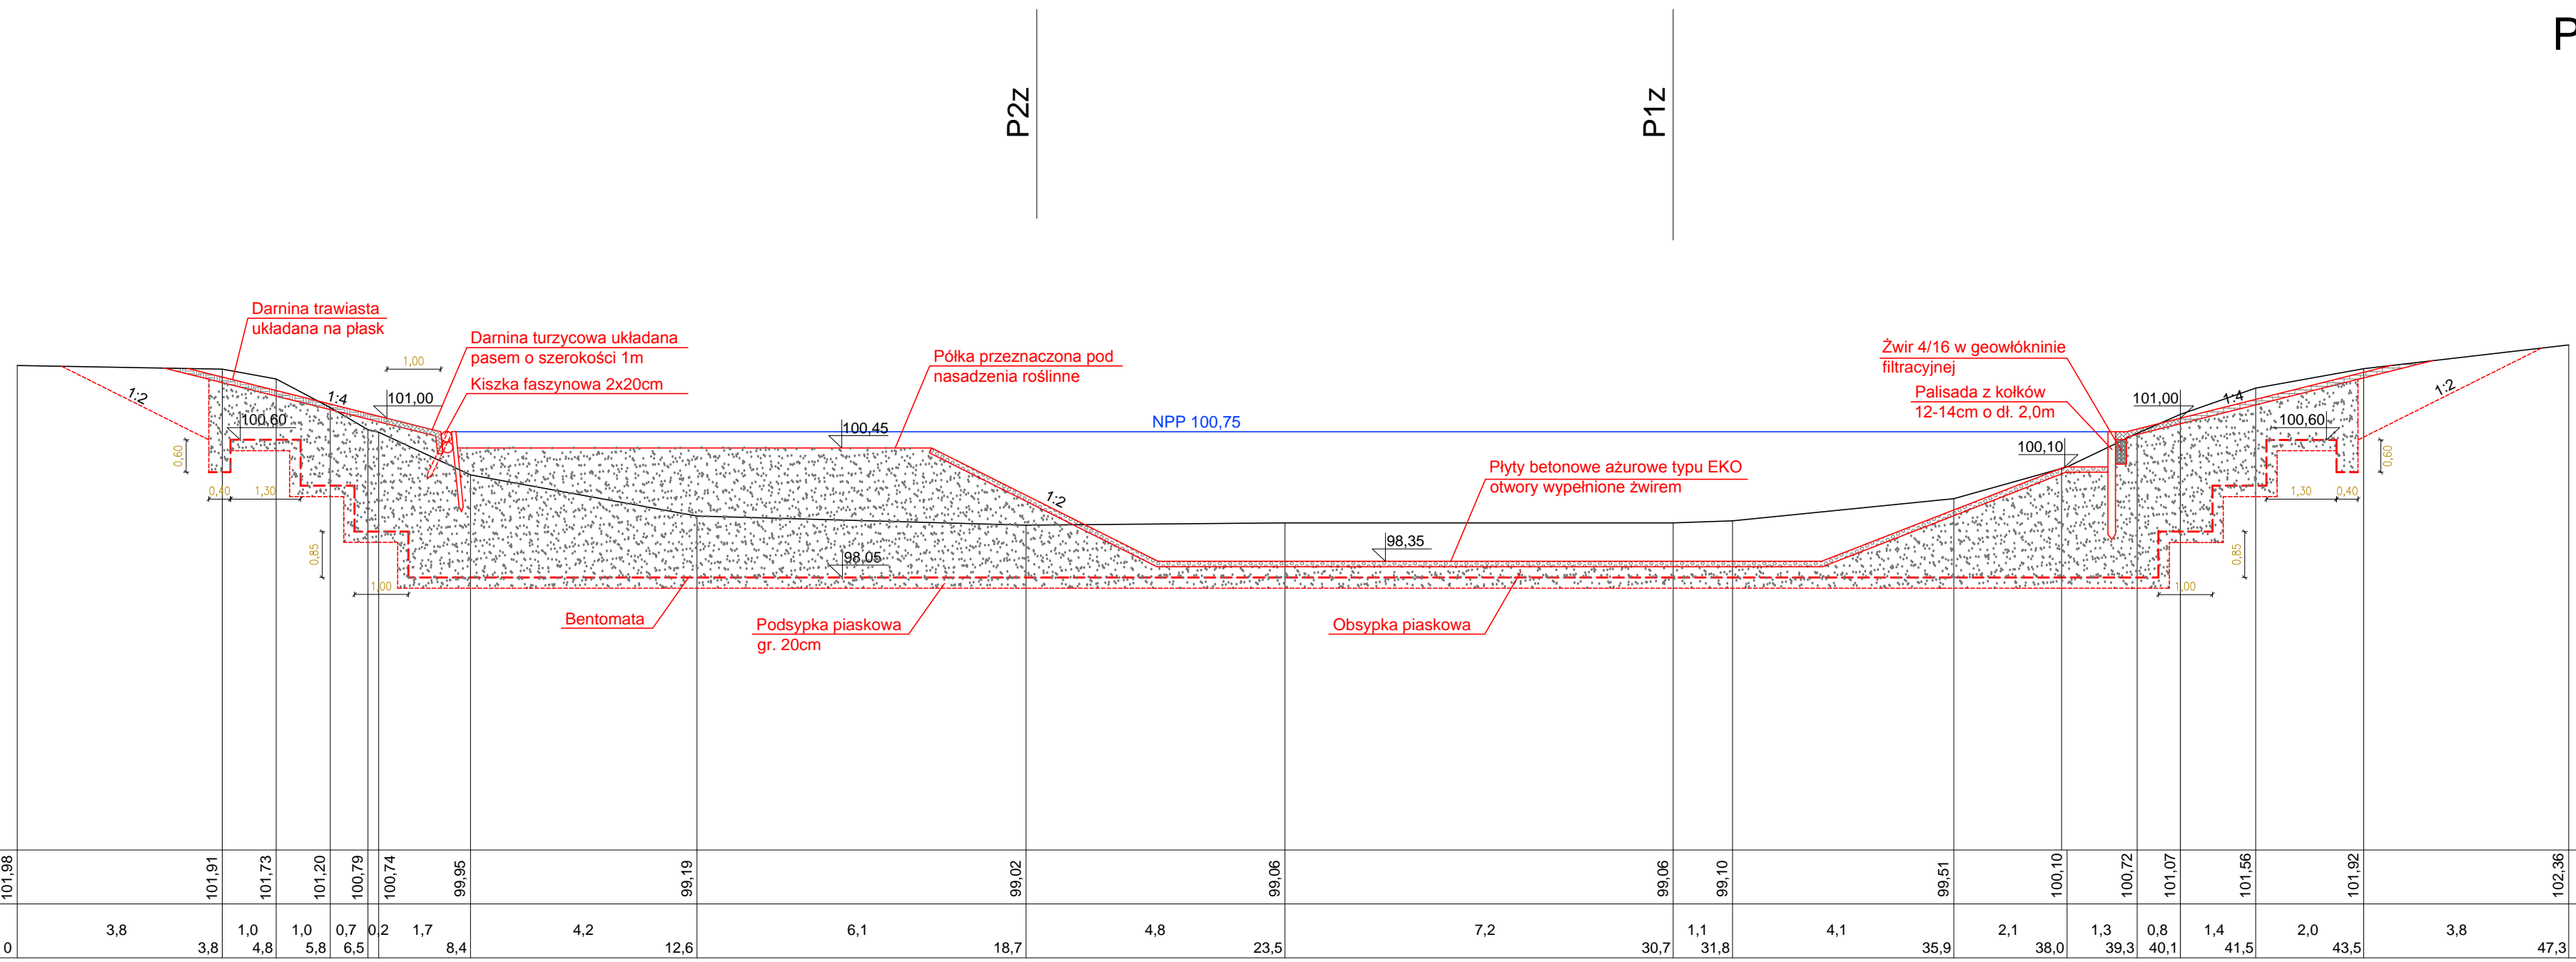 P
P2z
P1z
Darnina trawiasta
układana na płask
Darnina turzycowa układana
pasem o szerokości 1m
Kiszka faszynowa 2x20cm
Półka przeznaczona pod
nasadzenia roślinne
Żwir 4/16 w geowłókninie
filtracyjnej
Palisada z kołków
12-14cm o dł. 2,0m
1,00
1:2
1:4
101,00
100,60
100,45
NPP 100,75
101,00
1:4
1:2
100,60
100,10
0,60
0,40
1,30
1:2
Płyty betonowe ażurowe typu EKO
otwory wypełnione żwirem
1,30
0,40
0,60
0,85
98,05
98,35
0,85
1,00
1,00
Bentomata
Podsypka piaskowa
gr. 20cm
Obsypka piaskowa
101,98
101,91
101,73
101,20
100,79
100,74
99,95
99,19
99,02
99,06
99,06
99,10
99,51
100,10
100,72
101,07
101,56
101,92
102,36
3,8 1,0 1,0 0,7 0,2 1,7 4,2 6,1 4,8 7,2 1,1 4,1 2,1 1,3 0,8 1,4 2,0 3,8
0 3,8 4,8 5,8 6,5 8,4 12,6 18,7 23,5 30,7 31,8 35,9 38,0 39,3 40,1 41,5 43,5 47,3